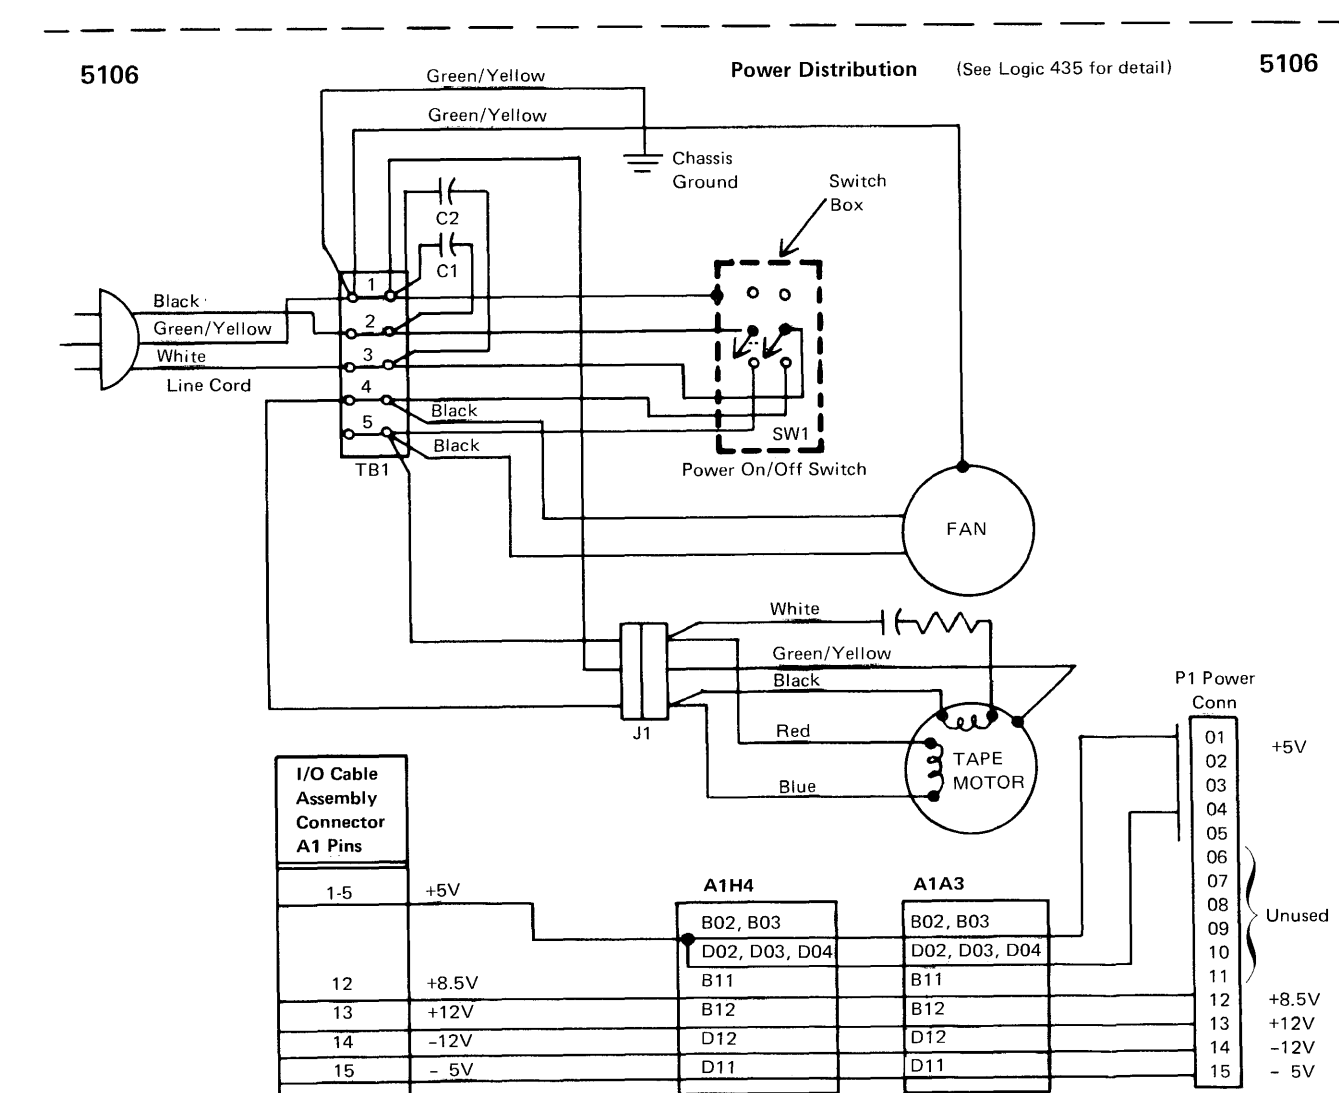 5106
Power Distribution (See Logic 435 for detail)
5106
Green/Yellow
Green/Yellow
Chassis
Ground
Switch
Box
C2
C1
1
2
3
4
5
TB1
Black
Green/Yellow
White
Line Cord
Black
Black
SW1
Power On/Off Switch
FAN
White
Green/Yellow
Black
J1
Red
Blue
TAPE
MOTOR
P1 Power
Conn
01
02
03
04
05
06
07
08
09
10
11
12
13
14
15
+5V
Unused
+8.5V
+12V
-12V
- 5V
I/O Cable
Assembly
Connector
A1 Pins
1-5 +5V
12 +8.5V
13 +12V
14 -12V
15 - 5V
A1H4
B02, B03
D02, D03, D04
B11
B12
D12
D11
A1A3
B02, B03
D02, D03, D04
B11
B12
D12
D11